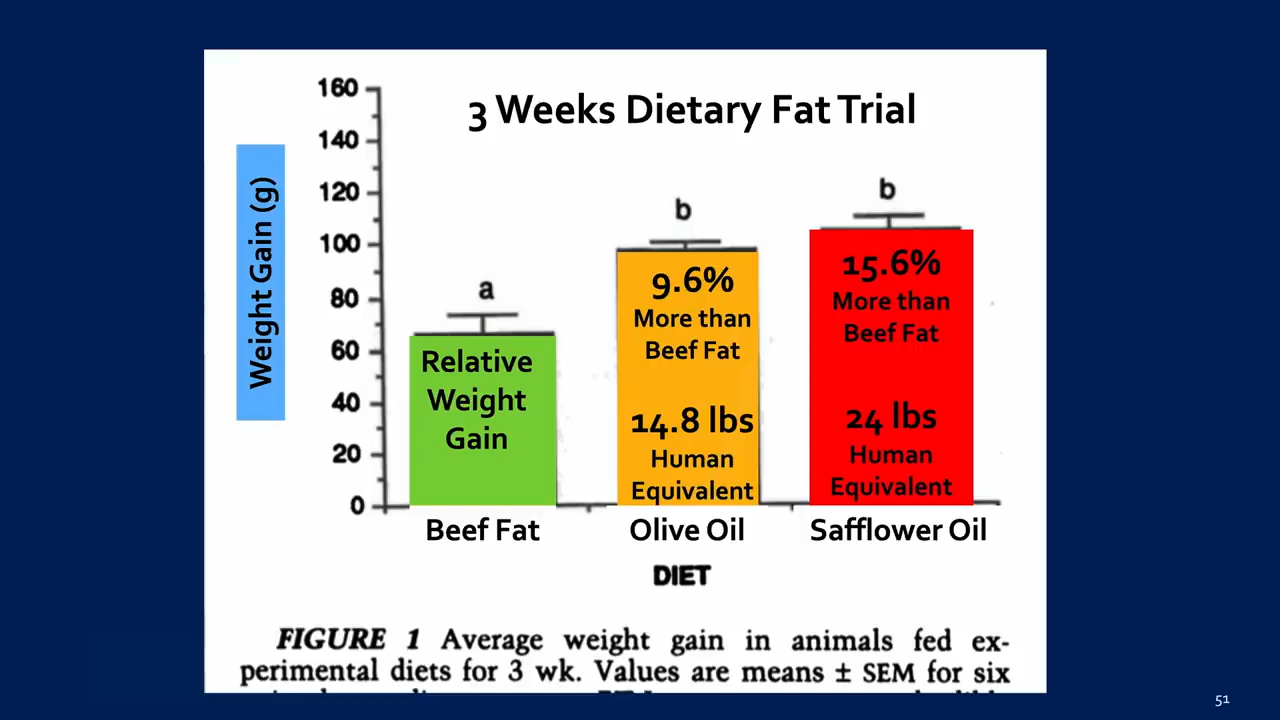 3 Weeks Dietary Fat Trial
Weight Gain (g)
160
140
120
100
80
60
40
20
0
a
b
b
Relative
Weight
Gain
9.6%
More than
Beef Fat
14.8 lbs
Human
Equivalent
15.6%
More than
Beef Fat
24 lbs
Human
Equivalent
Beef Fat
Olive Oil
Safflower Oil
DIET
FIGURE 1 Average weight gain in animals fed ex-
perimental diets for 3 wk. Values are means ± SEM for six
51